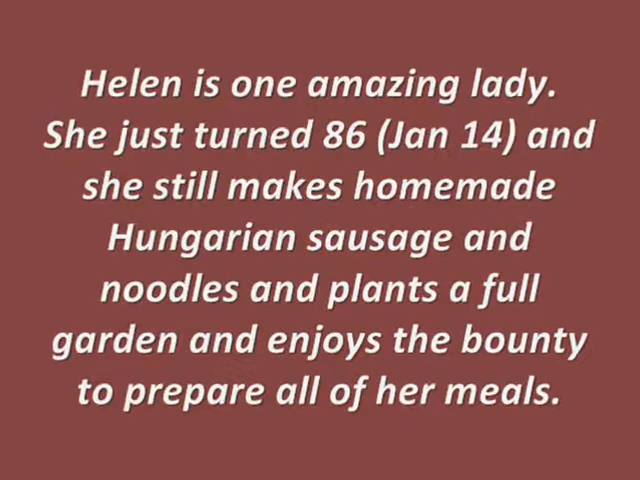 Helen is one amazing lady.
She just turned 86 (Jan 14) and
she still makes homemade
Hungarian sausage and
noodles and plants a full
garden and enjoys the bounty
to prepare all of her meals.